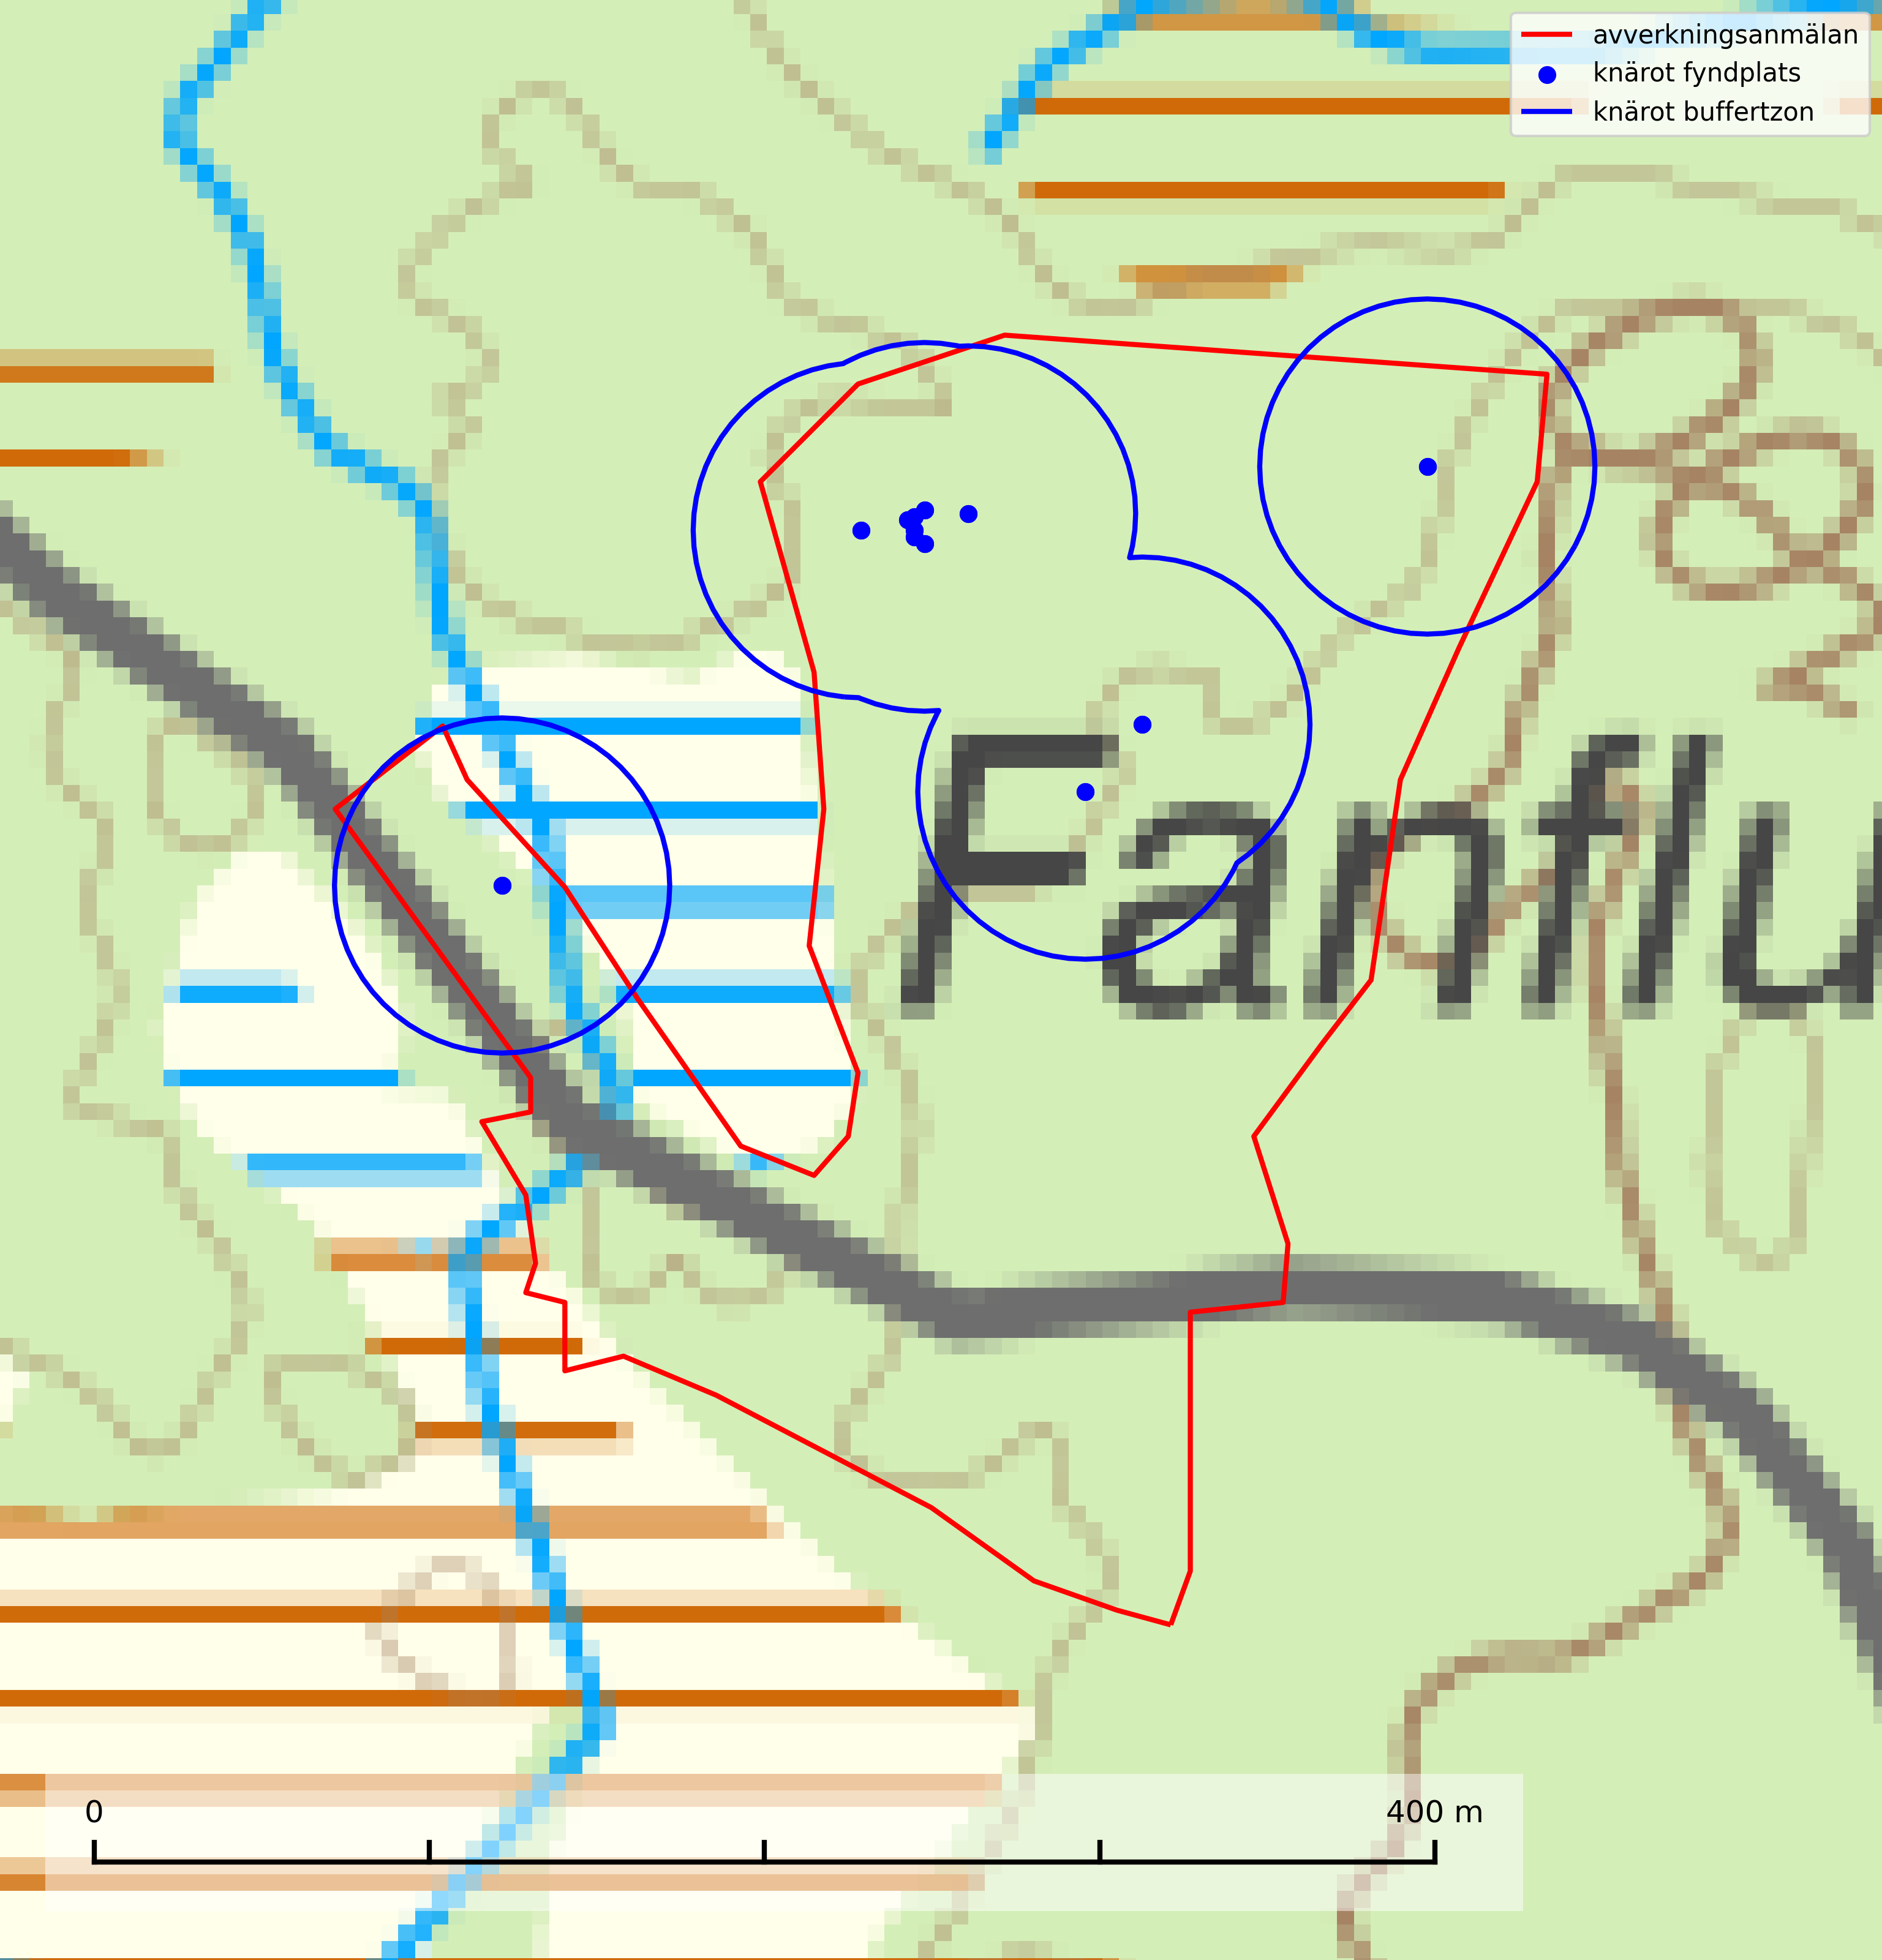 avverkningsanmälan
knärot fyndplats
knärot buffertzon
0 400 m